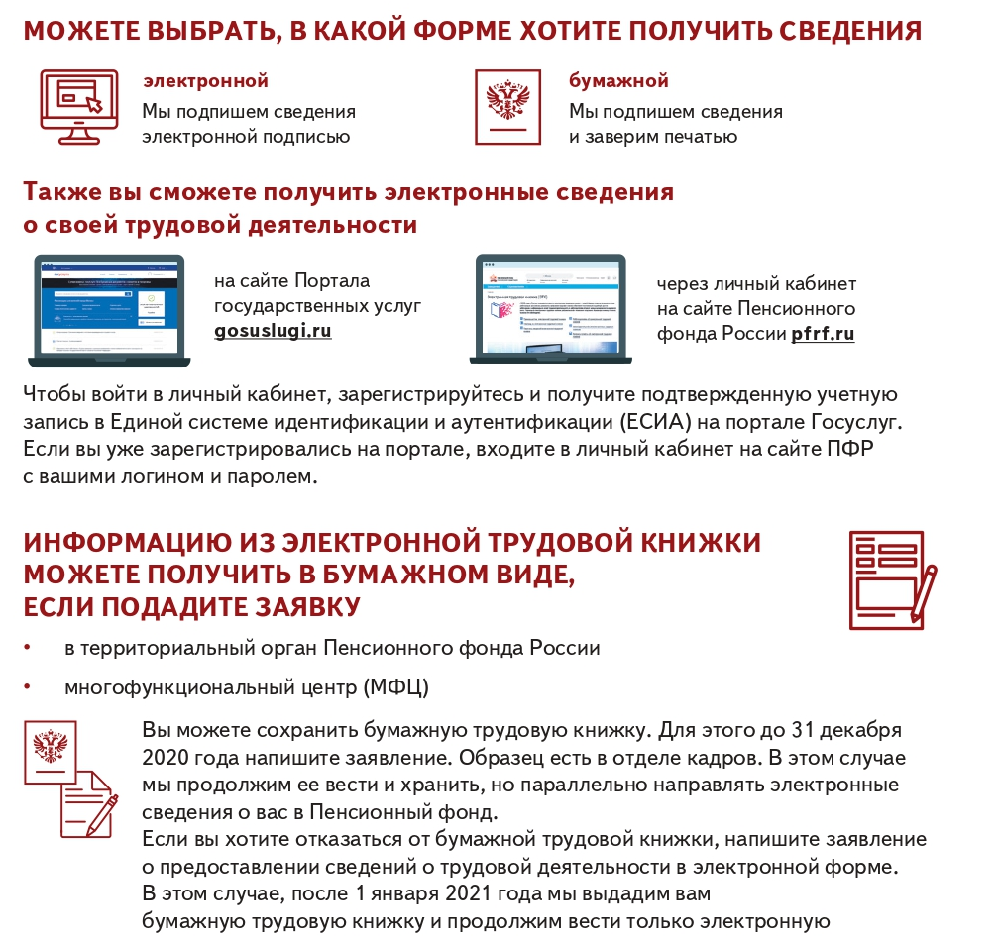 МОЖЕТЕ ВЫБРАТЬ, В КАКОЙ ФОРМЕ ХОТИТЕ ПОЛУЧИТЬ СВЕДЕНИЯ
электронной
Мы подпишем сведения
электронной подписью
бумажной
Мы подпишем сведения
и заверим печатью
Также вы сможете получить электронные сведения
о своей трудовой деятельности
на сайте Портала
государственных услуг
gosuslugi.ru
через личный кабинет
на сайте Пенсионного
фонда России pfrf.ru
Чтобы войти в личный кабинет, зарегистрируйтесь и получите подтвержденную учетную
запись в Единой системе идентификации и аутентификации (ЕСИА) на портале Госуслуг.
Если вы уже зарегистрировались на портале, входите в личный кабинет на сайте ПФР
с вашими логином и паролем.
ИНФОРМАЦИЮ ИЗ ЭЛЕКТРОННОЙ ТРУДОВОЙ КНИЖКИ
МОЖЕТЕ ПОЛУЧИТЬ В БУМАЖНОМ ВИДЕ,
ЕСЛИ ПОДАДИТЕ ЗАЯВКУ
• в территориальный орган Пенсионного фонда России
• многофункциональный центр (МФЦ)
Вы можете сохранить бумажную трудовую книжку. Для этого до 31 декабря
2020 года напишите заявление. Образец есть в отделе кадров. В этом случае
мы продолжим ее вести и хранить, но параллельно направлять электронные
сведения о вас в Пенсионный фонд.
Если вы хотите отказаться от бумажной трудовой книжки, напишите заявление
о предоставлении сведений о трудовой деятельности в электронной форме.
В этом случае, после 1 января 2021 года мы выдадим вам
бумажную трудовую книжку и продолжим вести только электронную